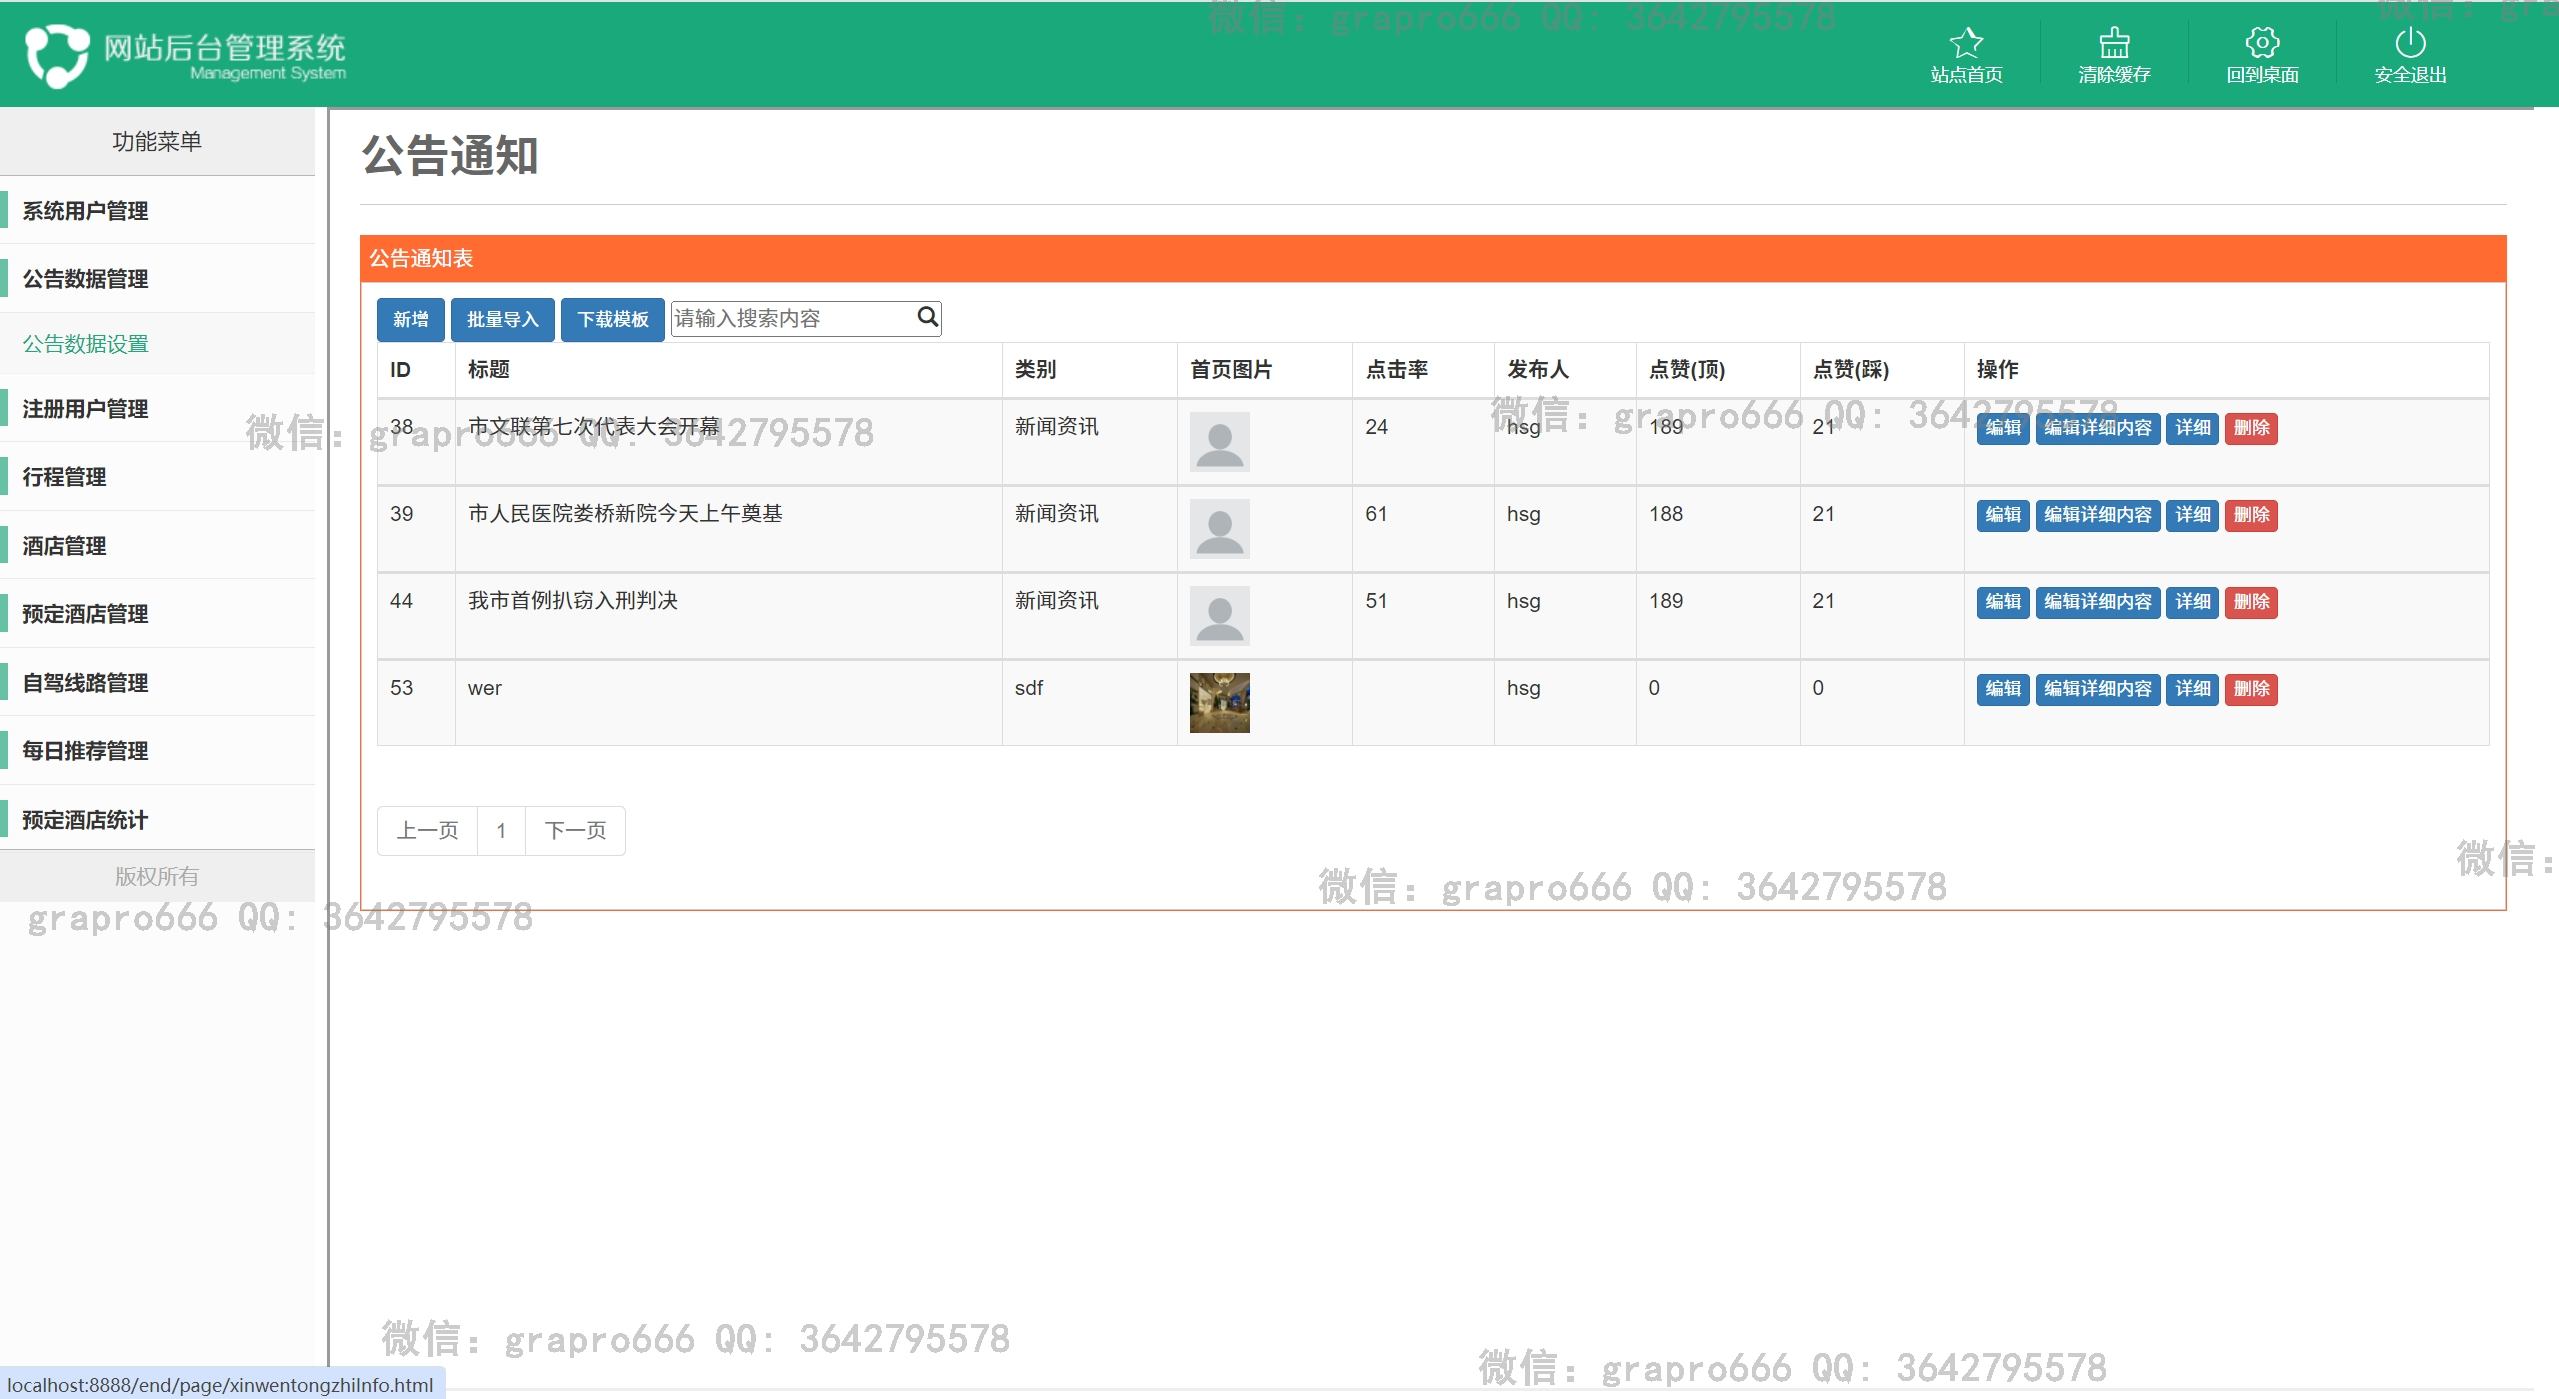 微信: grapro666 QQ: 3642795578
网站后台管理系统
Management System
站点首页 清除缓存 回到桌面 安全退出
功能菜单
系统用户管理
公告数据管理
公告数据设置
注册用户管理
行程管理
酒店管理
预定酒店管理
自驾线路管理
每日推荐管理
预定酒店统计
版权所有
公告通知
公告通知表
新增 批量导入 下载模板 请输入搜索内容
ID 标题 类别 首页图片 点击率 发布人 点赞(顶) 点赞(踩) 操作
38 市文联第七次代表大会开幕 新闻资讯 24 hsg 189 21 编辑 编辑详细内容 详细 删除
微信: grapro666 QQ: 3642795578
微信: grapro666 QQ: 3642795578
39 市人民医院娄桥新院今天上午奠基 新闻资讯 61 hsg 188 21 编辑 编辑详细内容 详细 删除
44 我市首例扒窃入刑判决 新闻资讯 51 hsg 189 21 编辑 编辑详细内容 详细 删除
53 wer sdf hsg 0 0 编辑 编辑详细内容 详细 删除
上一页 1 下一页
微信:
微信: grapro666 QQ: 3642795578
grapro666 QQ: 3642795578
微信: grapro666 QQ: 3642795578
微信: grapro666 QQ: 3642795578
localhost:8888/end/page/xinwentongzhiInfo.html